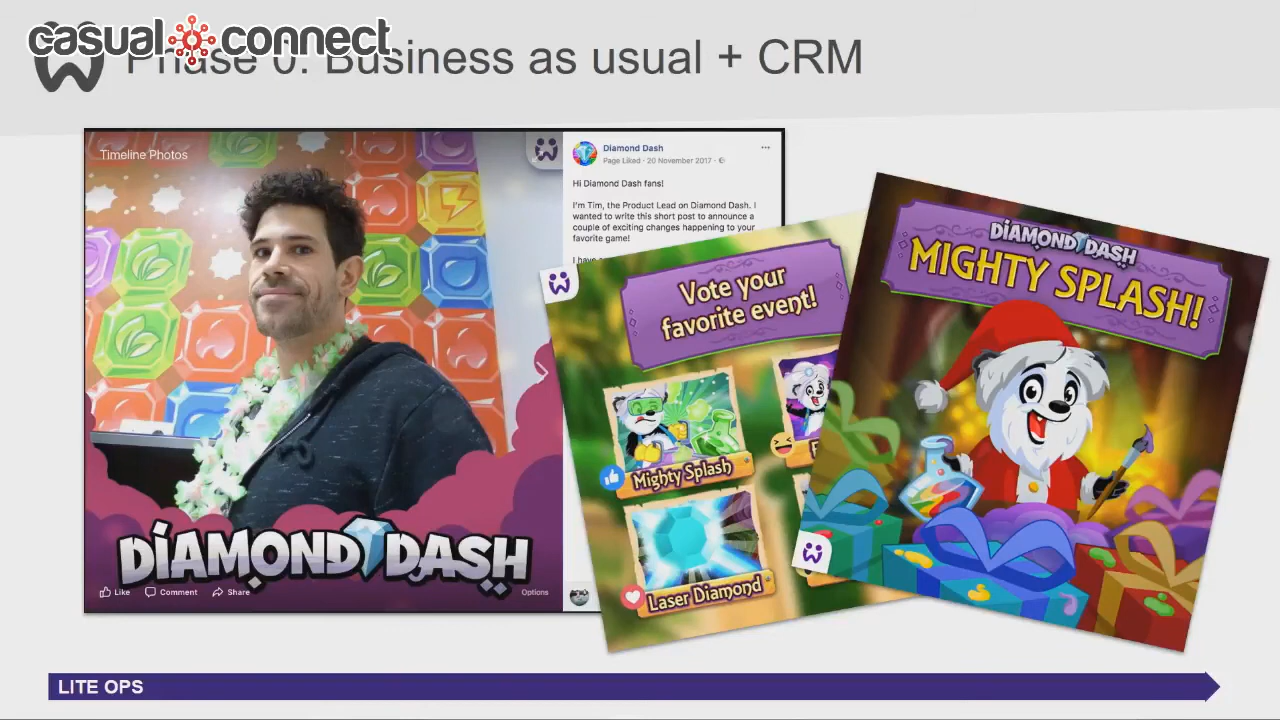 casual connect
Phase 0: Business as usual + CRM
Timeline Photos
Diamond Dash
Page Liked · 20 November 2017 ·
Hi Diamond Dash fans!
I'm Tim, the Product Lead on Diamond Dash. I
wanted to write this short post to announce a
couple of exciting changes happening to your
favorite game!
I have
DIAMOND DASH
Like Comment Share
Options
Vote your
favorite event!
Mighty Splash
Laser Diamond
DIAMOND DASH
MIGHTY SPLASH!
LITE OPS